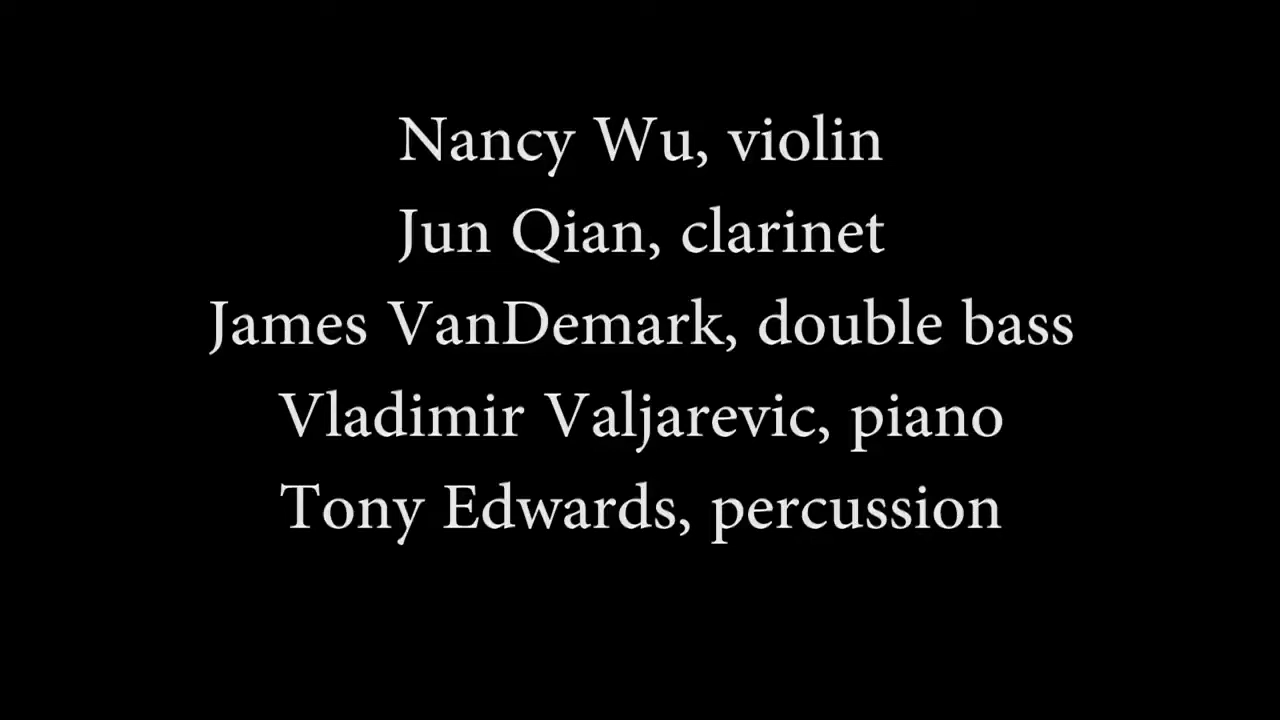 Nancy Wu, violin
Jun Qian, clarinet
James VanDemark, double bass
Vladimir Valjarevic, piano
Tony Edwards, percussion